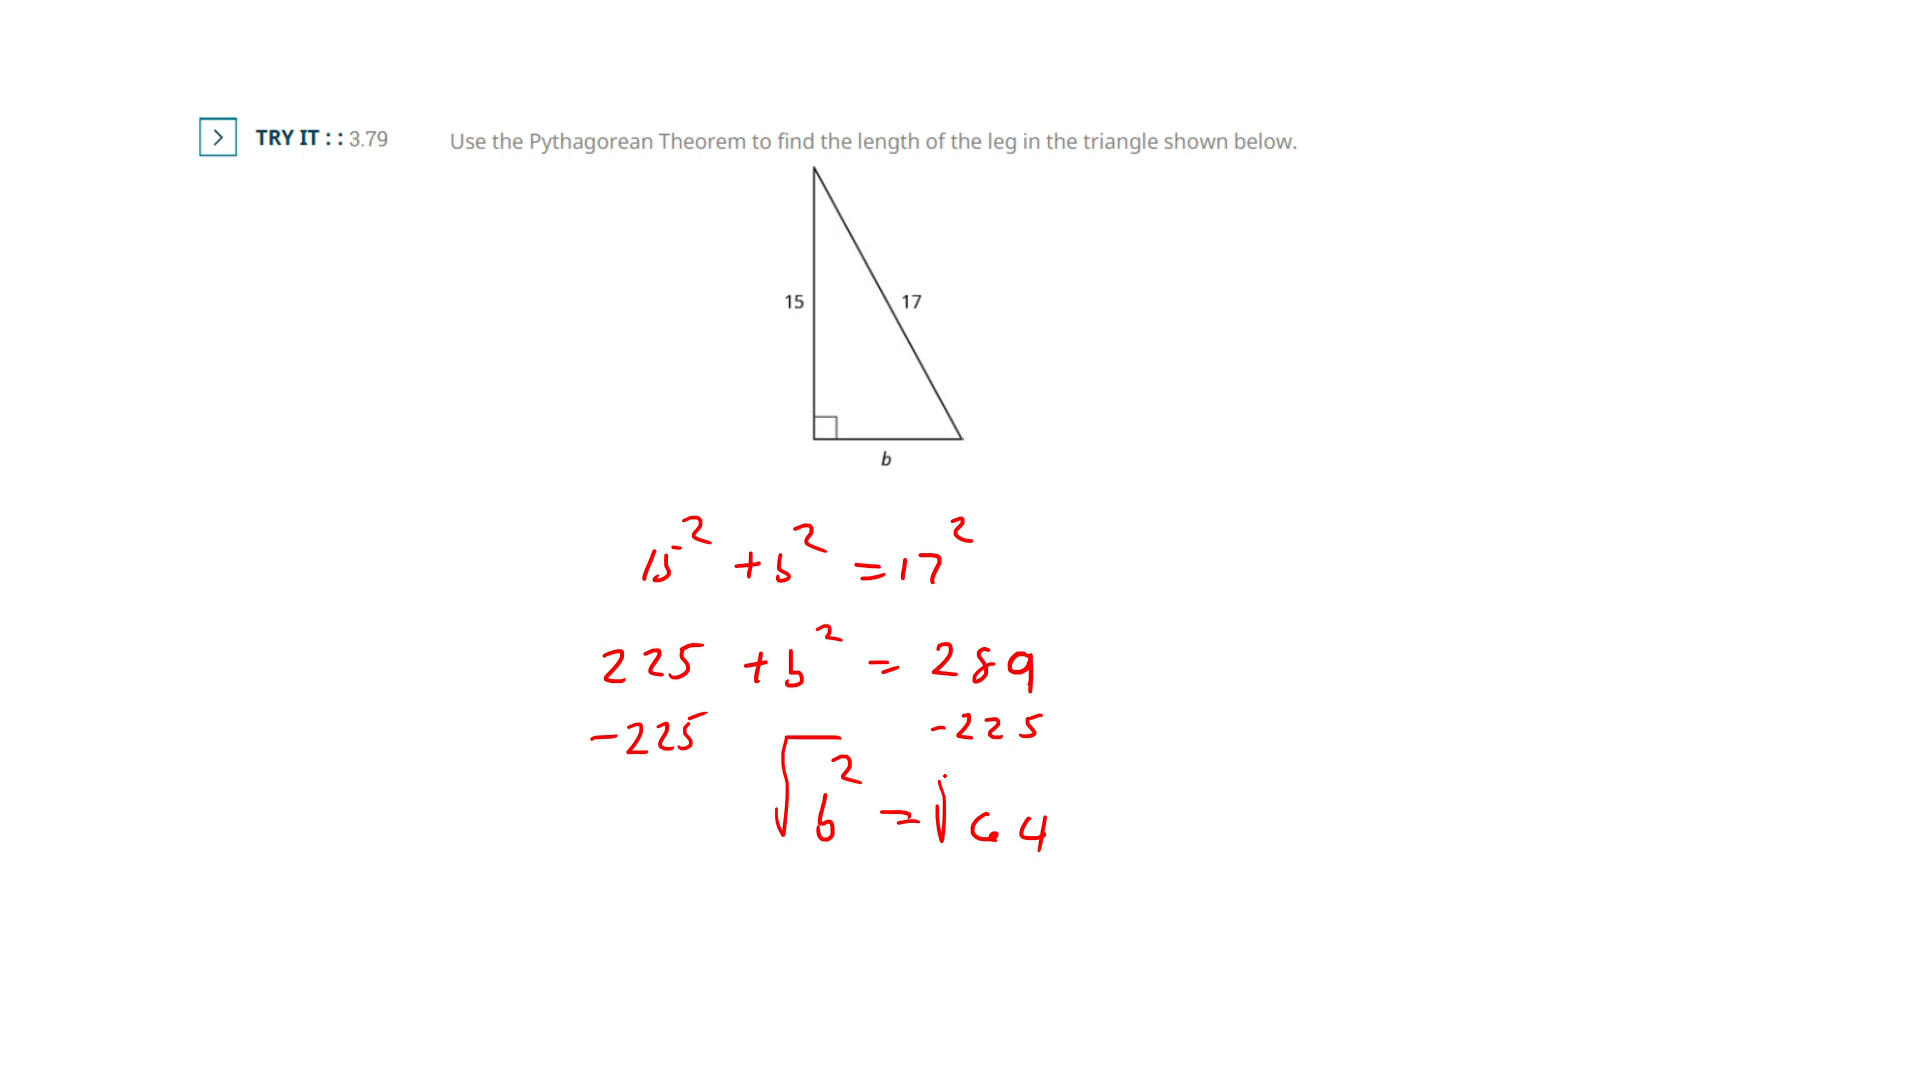 > TRY IT : : 3.79 Use the Pythagorean Theorem to find the length of the leg in the triangle shown below.
15 17
b
15² + b² = 17²
225 + b² = 289
-225 -225
√b² = √64